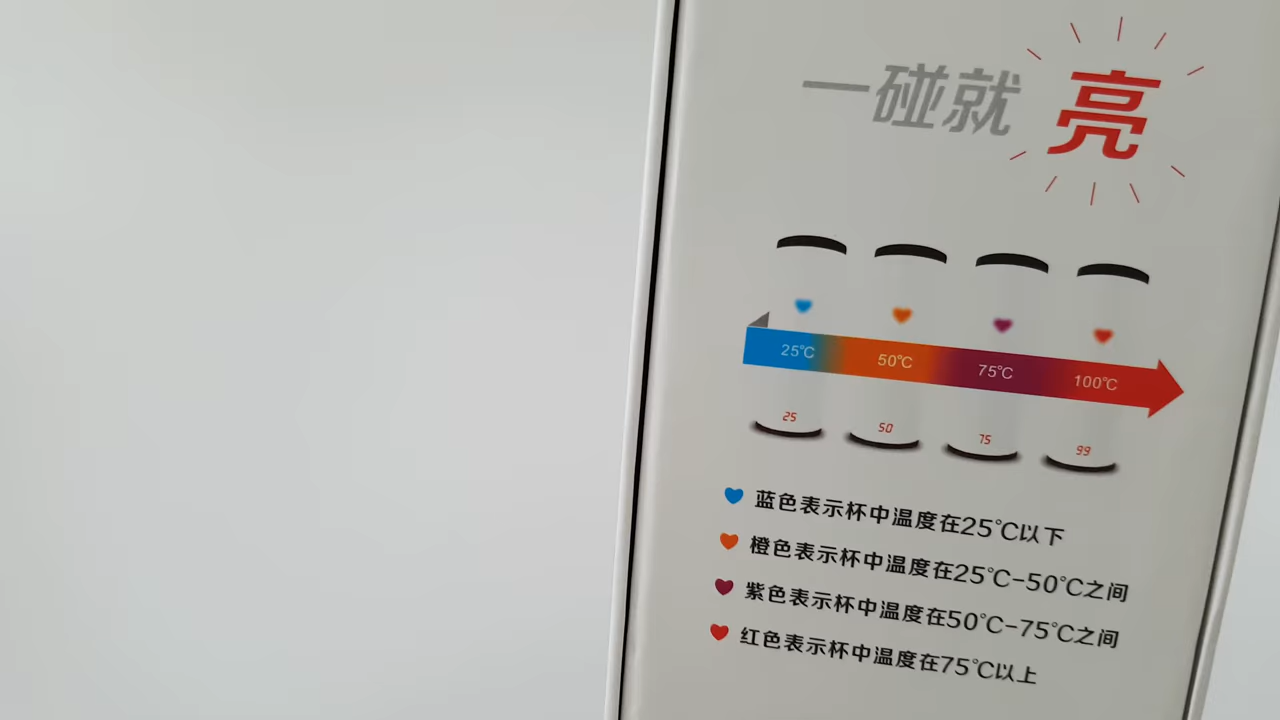 一碰就亮
25℃ 50℃ 75℃ 100℃
25 50 75 99
蓝色表示杯中温度在25℃以下
橙色表示杯中温度在25℃-50℃之间
紫色表示杯中温度在50℃-75℃之间
红色表示杯中温度在75℃以上